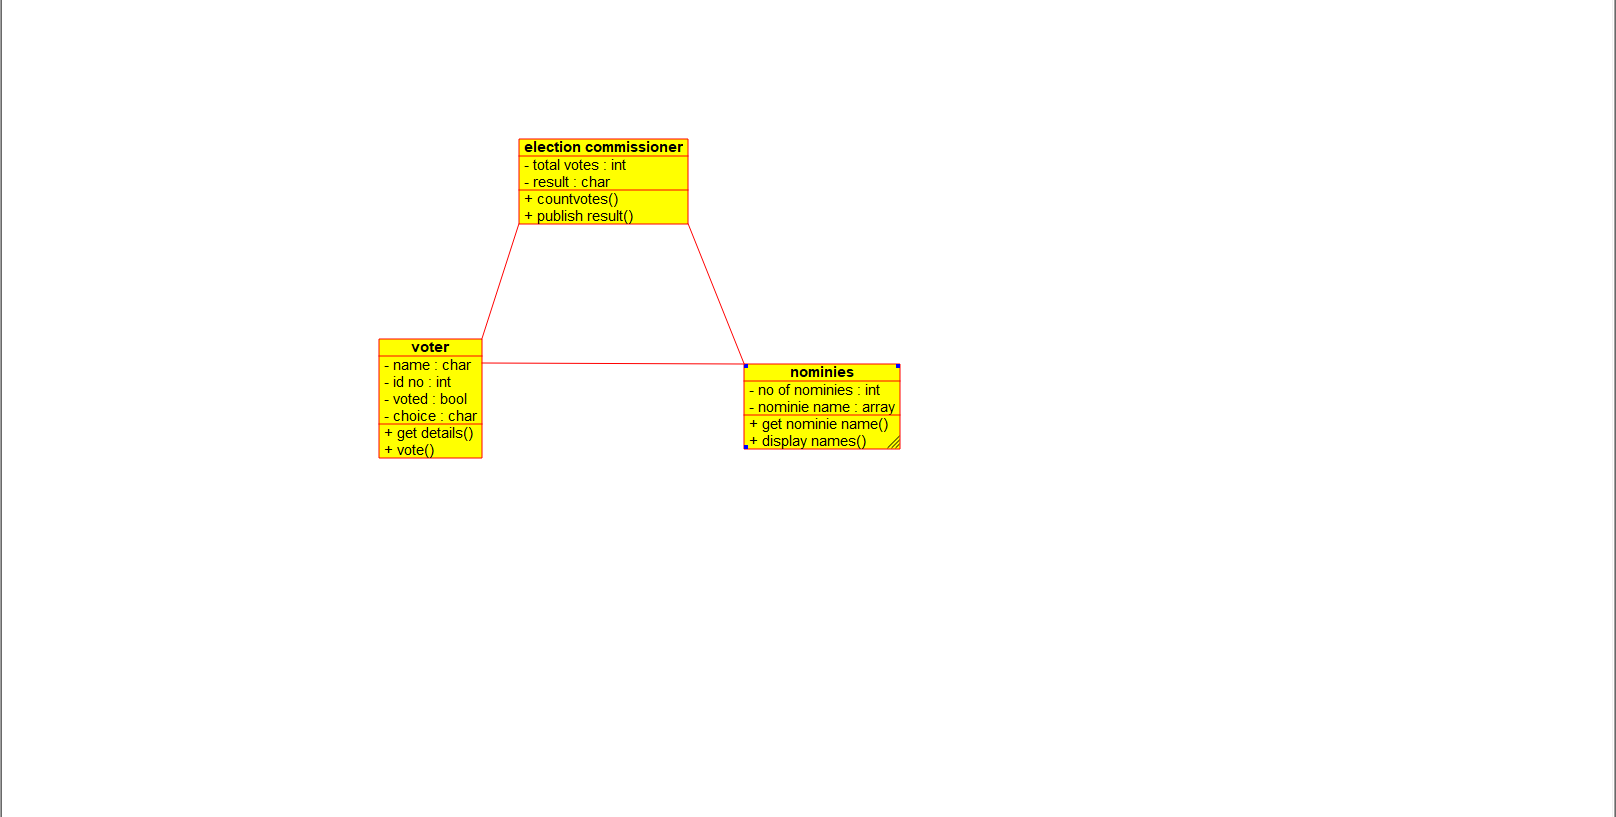 election commissioner
- total votes : int
- result : char
+ countvotes()
+ publish result()
voter
- name : char
- id no : int
- voted : bool
- choice : char
+ get details()
+ vote()
nominies
- no of nominies : int
- nominie name : array
+ get nominie name()
+ display names()